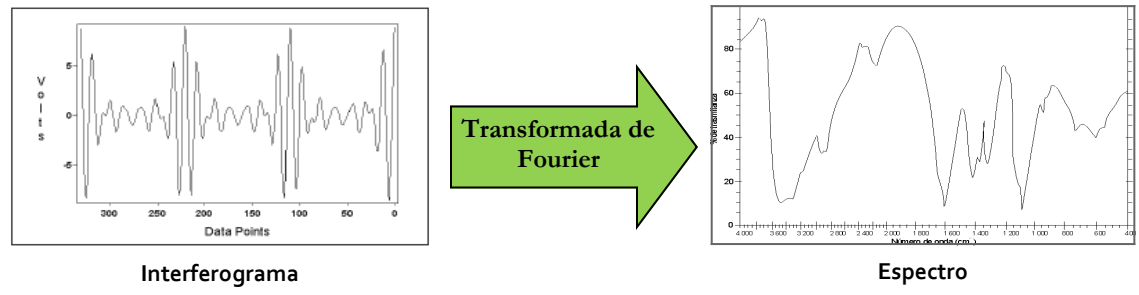 Volts
5
0
-5
300 250 200 150 100 50 0
Data Points
Interferograma
Transformada de
Fourier
80
60
40
20
0
4 000 3 600 3 200 2 800 2 400 2 000 1 800 1 600 1 400 1 200 1 000 800 600 400
Número de onda (cm
Espectro